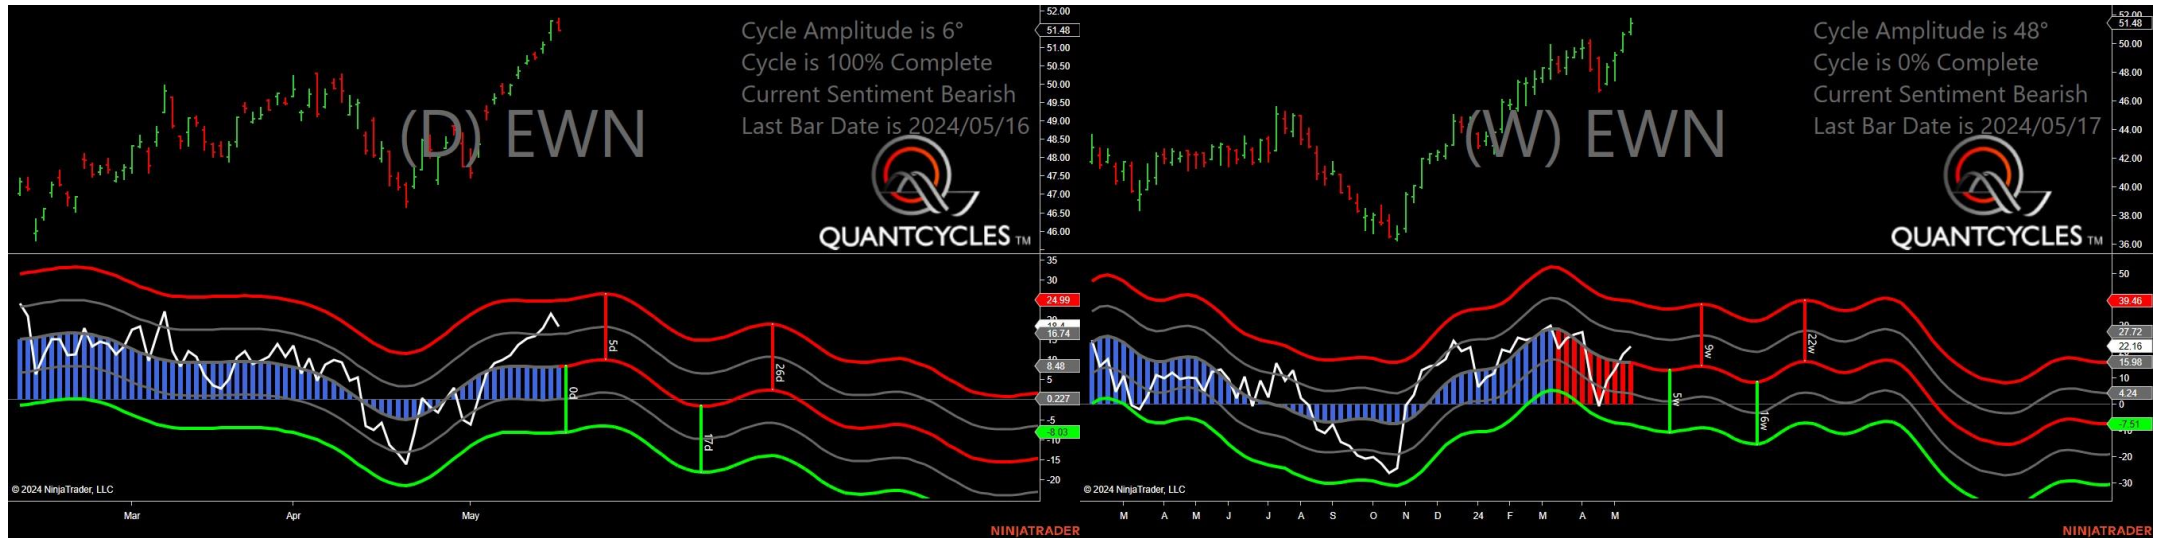 Cycle Amplitude is 6°
Cycle is 100% Complete
Current Sentiment Bearish
Last Bar Date is 2024/05/16
(D) EWN
QUANTCYCLES TM
52.00
51.48
51.00
50.50
50.00
49.50
49.00
48.50
48.00
47.50
47.00
46.50
46.00
35
30
24.99
16.74
8.48
5
0.227
-5
-8.03
-10
-15
-20
5d
0d
17d
26d
© 2024 NinjaTrader, LLC
Mar Apr May
NINJATRADER
Cycle Amplitude is 48°
Cycle is 0% Complete
Current Sentiment Bearish
Last Bar Date is 2024/05/17
(W) EWN
QUANTCYCLES TM
52.00
51.48
50.00
48.00
46.00
44.00
42.00
40.00
38.00
36.00
50
39.46
27.72
22.16
15.98
10
4.24
0
-7.51
-20
-30
9w
22w
5w
16w
© 2024 NinjaTrader, LLC
M A M J J A S O N D 24 F M A M
NINJATRADER